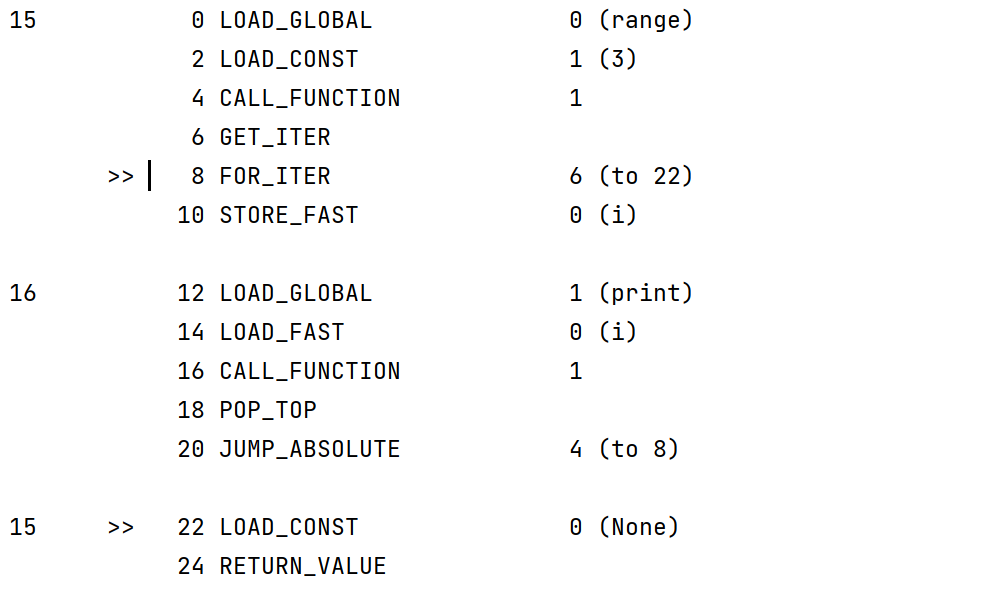 15 0 LOAD_GLOBAL 0 (range)
2 LOAD_CONST 1 (3)
4 CALL_FUNCTION 1
6 GET_ITER
>> 8 FOR_ITER 6 (to 22)
10 STORE_FAST 0 (i)
16 12 LOAD_GLOBAL 1 (print)
14 LOAD_FAST 0 (i)
16 CALL_FUNCTION 1
18 POP_TOP
20 JUMP_ABSOLUTE 4 (to 8)
15 >> 22 LOAD_CONST 0 (None)
24 RETURN_VALUE